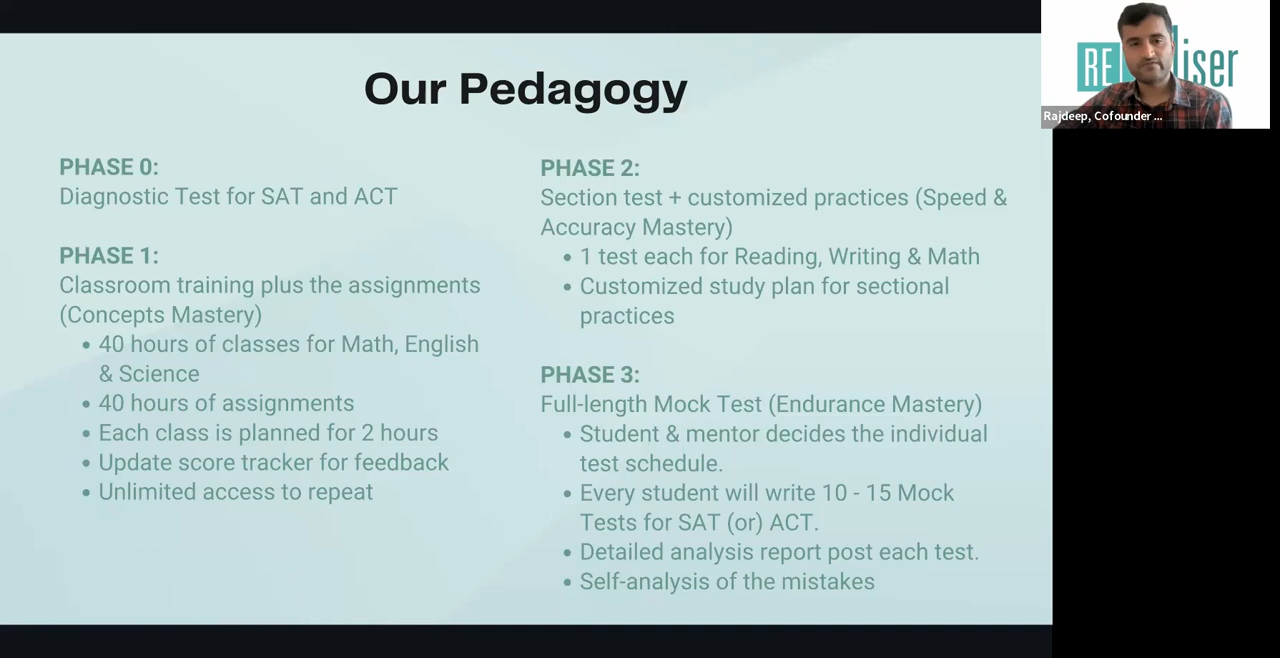 Our Pedagogy
PHASE 0:
Diagnostic Test for SAT and ACT
PHASE 1:
Classroom training plus the assignments
(Concepts Mastery)
• 40 hours of classes for Math, English
& Science
• 40 hours of assignments
• Each class is planned for 2 hours
• Update score tracker for feedback
• Unlimited access to repeat
PHASE 2:
Section test + customized practices (Speed &
Accuracy Mastery)
• 1 test each for Reading, Writing & Math
• Customized study plan for sectional
practices
PHASE 3:
Full-length Mock Test (Endurance Mastery)
• Student & mentor decides the individual
test schedule.
• Every student will write 10 - 15 Mock
Tests for SAT (or) ACT.
• Detailed analysis report post each test.
• Self-analysis of the mistakes
Rajdeep, Cofounder ...